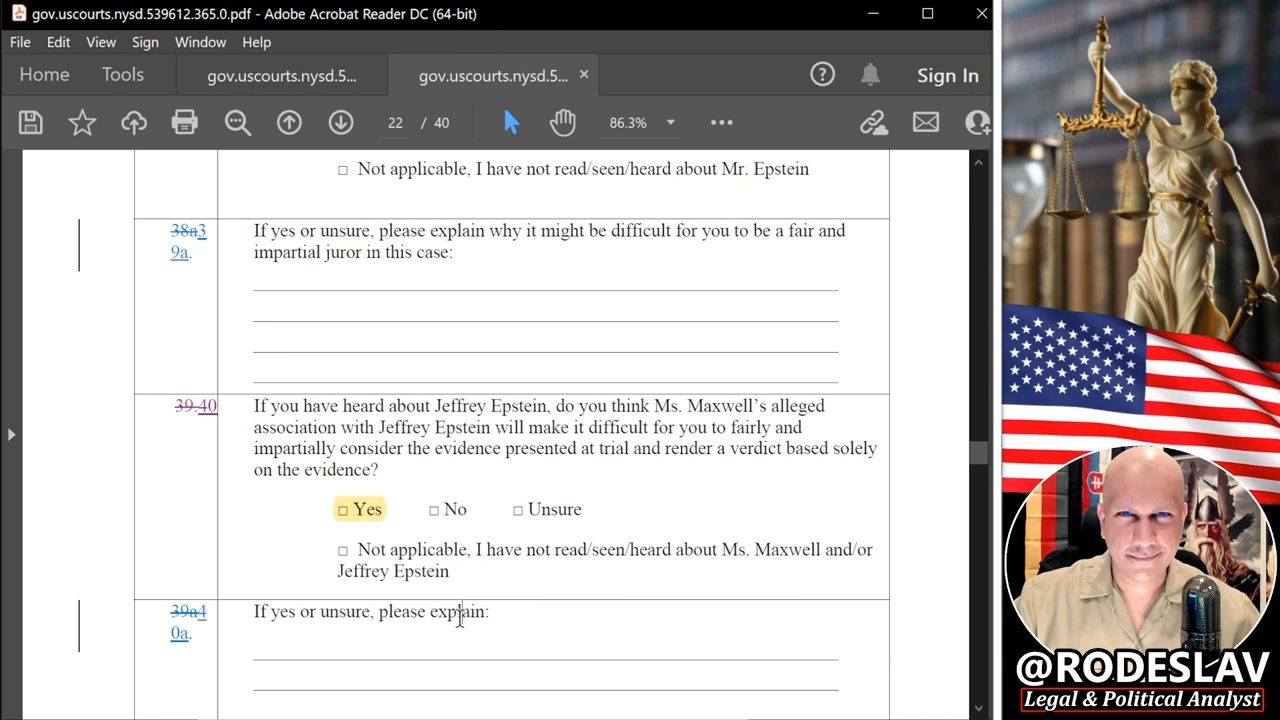 gov.uscourts.nysd.539612.365.0.pdf - Adobe Acrobat Reader DC (64-bit)
File Edit View Sign Window Help
Home Tools gov.uscourts.nysd.5... gov.uscourts.nysd.5... Sign In
22 / 40 86.3%
□ Not applicable, I have not read/seen/heard about Mr. Epstein
38a3
9a.
If yes or unsure, please explain why it might be difficult for you to be a fair and
impartial juror in this case:
39.40
If you have heard about Jeffrey Epstein, do you think Ms. Maxwell's alleged
association with Jeffrey Epstein will make it difficult for you to fairly and
impartially consider the evidence presented at trial and render a verdict based solely
on the evidence?
□ Yes □ No □ Unsure
□ Not applicable, I have not read/seen/heard about Ms. Maxwell and/or
Jeffrey Epstein
39a4
0a.
If yes or unsure, please explain:
@RODESLAV
Legal & Political Analyst